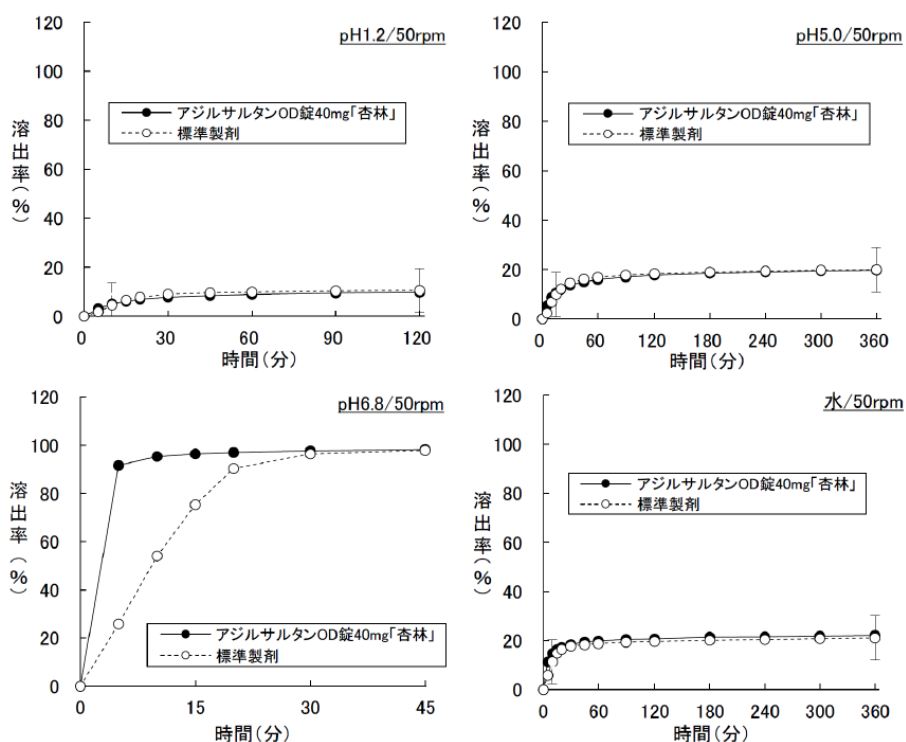 pH1.2/50rpm
120
100
80
60
40
20
0
溶出率(%)
アジルサルタンOD錠40mg「杏林」
標準製剤
0 30 60 90 120
時間(分)
pH5.0/50rpm
120
100
80
60
40
20
0
溶出率(%)
アジルサルタンOD錠40mg「杏林」
標準製剤
0 60 120 180 240 300 360
時間(分)
pH6.8/50rpm
120
100
80
60
40
20
0
溶出率(%)
アジルサルタンOD錠40mg「杏林」
標準製剤
0 15 30 45
時間(分)
水/50rpm
120
100
80
60
40
20
0
溶出率(%)
アジルサルタンOD錠40mg「杏林」
標準製剤
0 60 120 180 240 300 360
時間(分)